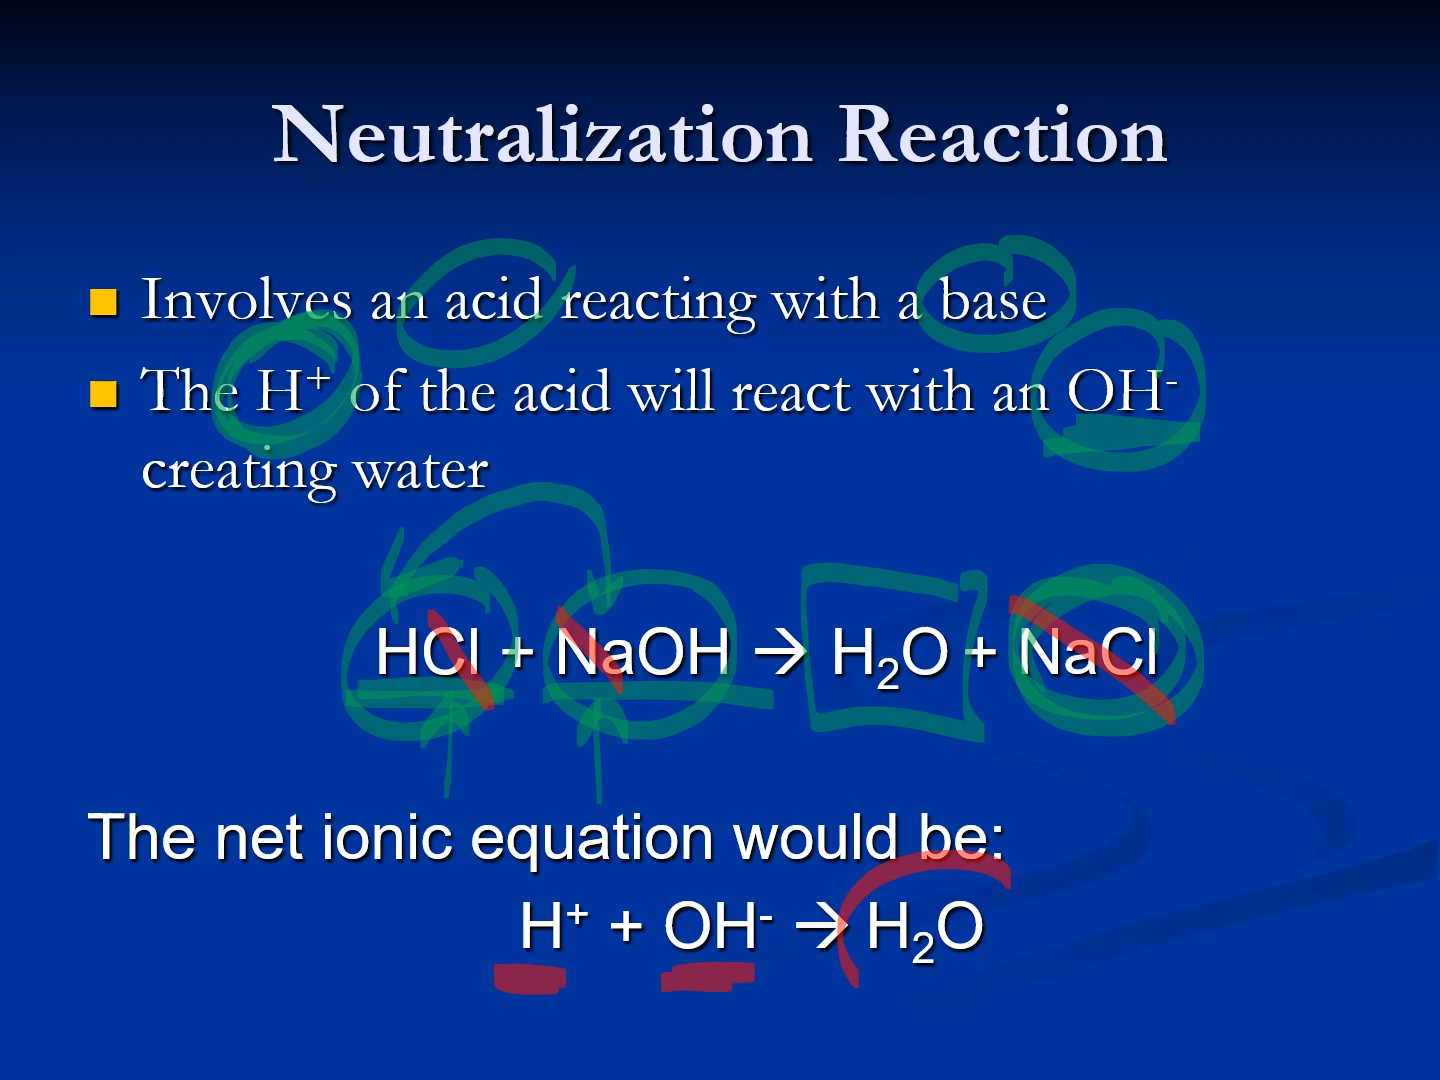 Neutralization Reaction
Involves an acid reacting with a base
The H⁺ of the acid will react with an OH⁻
creating water
HCl + NaOH → H₂O + NaCl
The net ionic equation would be:
H⁺ + OH⁻ → H₂O